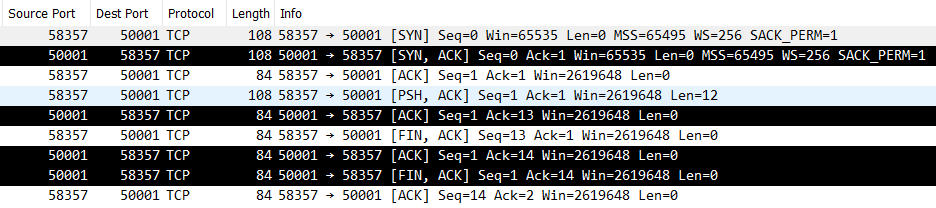 Source Port Dest Port Protocol Length Info
58357 50001 TCP 108 58357 → 50001 [SYN] Seq=0 Win=65535 Len=0 MSS=65495 WS=256 SACK_PERM=1
50001 58357 TCP 108 50001 → 58357 [SYN, ACK] Seq=0 Ack=1 Win=65535 Len=0 MSS=65495 WS=256 SACK_PERM=1
58357 50001 TCP 84 58357 → 50001 [ACK] Seq=1 Ack=1 Win=2619648 Len=0
58357 50001 TCP 108 58357 → 50001 [PSH, ACK] Seq=1 Ack=1 Win=2619648 Len=12
50001 58357 TCP 84 50001 → 58357 [ACK] Seq=1 Ack=13 Win=2619648 Len=0
58357 50001 TCP 84 58357 → 50001 [FIN, ACK] Seq=13 Ack=1 Win=2619648 Len=0
50001 58357 TCP 84 50001 → 58357 [ACK] Seq=1 Ack=14 Win=2619648 Len=0
50001 58357 TCP 84 50001 → 58357 [FIN, ACK] Seq=1 Ack=14 Win=2619648 Len=0
58357 50001 TCP 84 58357 → 50001 [ACK] Seq=14 Ack=2 Win=2619648 Len=0